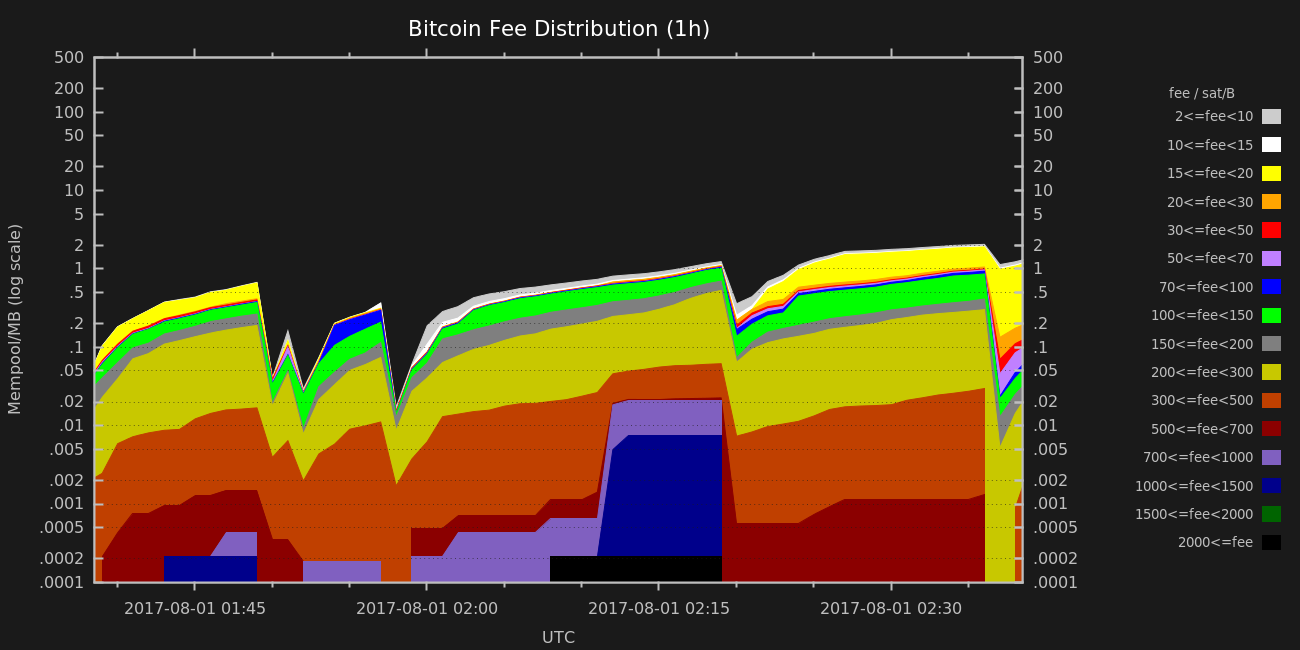 Bitcoin Fee Distribution (1h)
500 500
200 200
100 100
50 50
20 20
10 10
5 5
2 2
1 1
.5 .5
.2 .2
.1 .1
.05 .05
.02 .02
.01 .01
.005 .005
.002 .002
.001 .001
.0005 .0005
.0002 .0002
.0001 .0001
Mempool/MB (log scale)
2017-08-01 01:45 2017-08-01 02:00 2017-08-01 02:15 2017-08-01 02:30
UTC
fee / sat/B
2<=fee<10
10<=fee<15
15<=fee<20
20<=fee<30
30<=fee<50
50<=fee<70
70<=fee<100
100<=fee<150
150<=fee<200
200<=fee<300
300<=fee<500
500<=fee<700
700<=fee<1000
1000<=fee<1500
1500<=fee<2000
2000<=fee